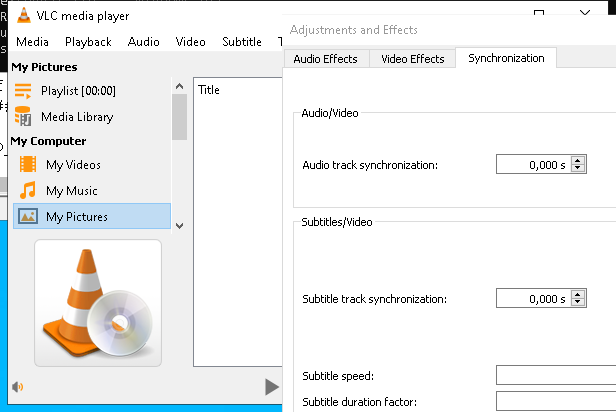 VLC media player
Media Playback Audio Video Subtitle
My Pictures
Playlist [00:00]
Media Library
My Computer
My Videos
My Music
My Pictures
Title
Adjustments and Effects
Audio Effects Video Effects Synchronization
Audio/Video
Audio track synchronization: 0,000 s
Subtitles/Video
Subtitle track synchronization: 0,000 s
Subtitle speed:
Subtitle duration factor: